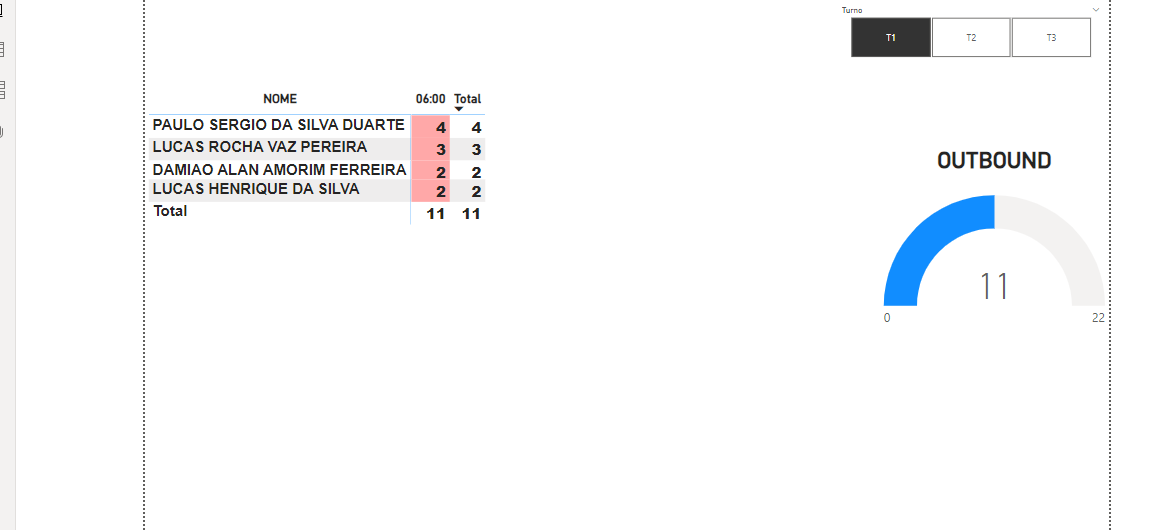 Turno
T1 T2 T3
NOME 06:00 Total
PAULO SERGIO DA SILVA DUARTE 4 4
LUCAS ROCHA VAZ PEREIRA 3 3
DAMIAO ALAN AMORIM FERREIRA 2 2
LUCAS HENRIQUE DA SILVA 2 2
Total 11 11
OUTBOUND
11
0 22